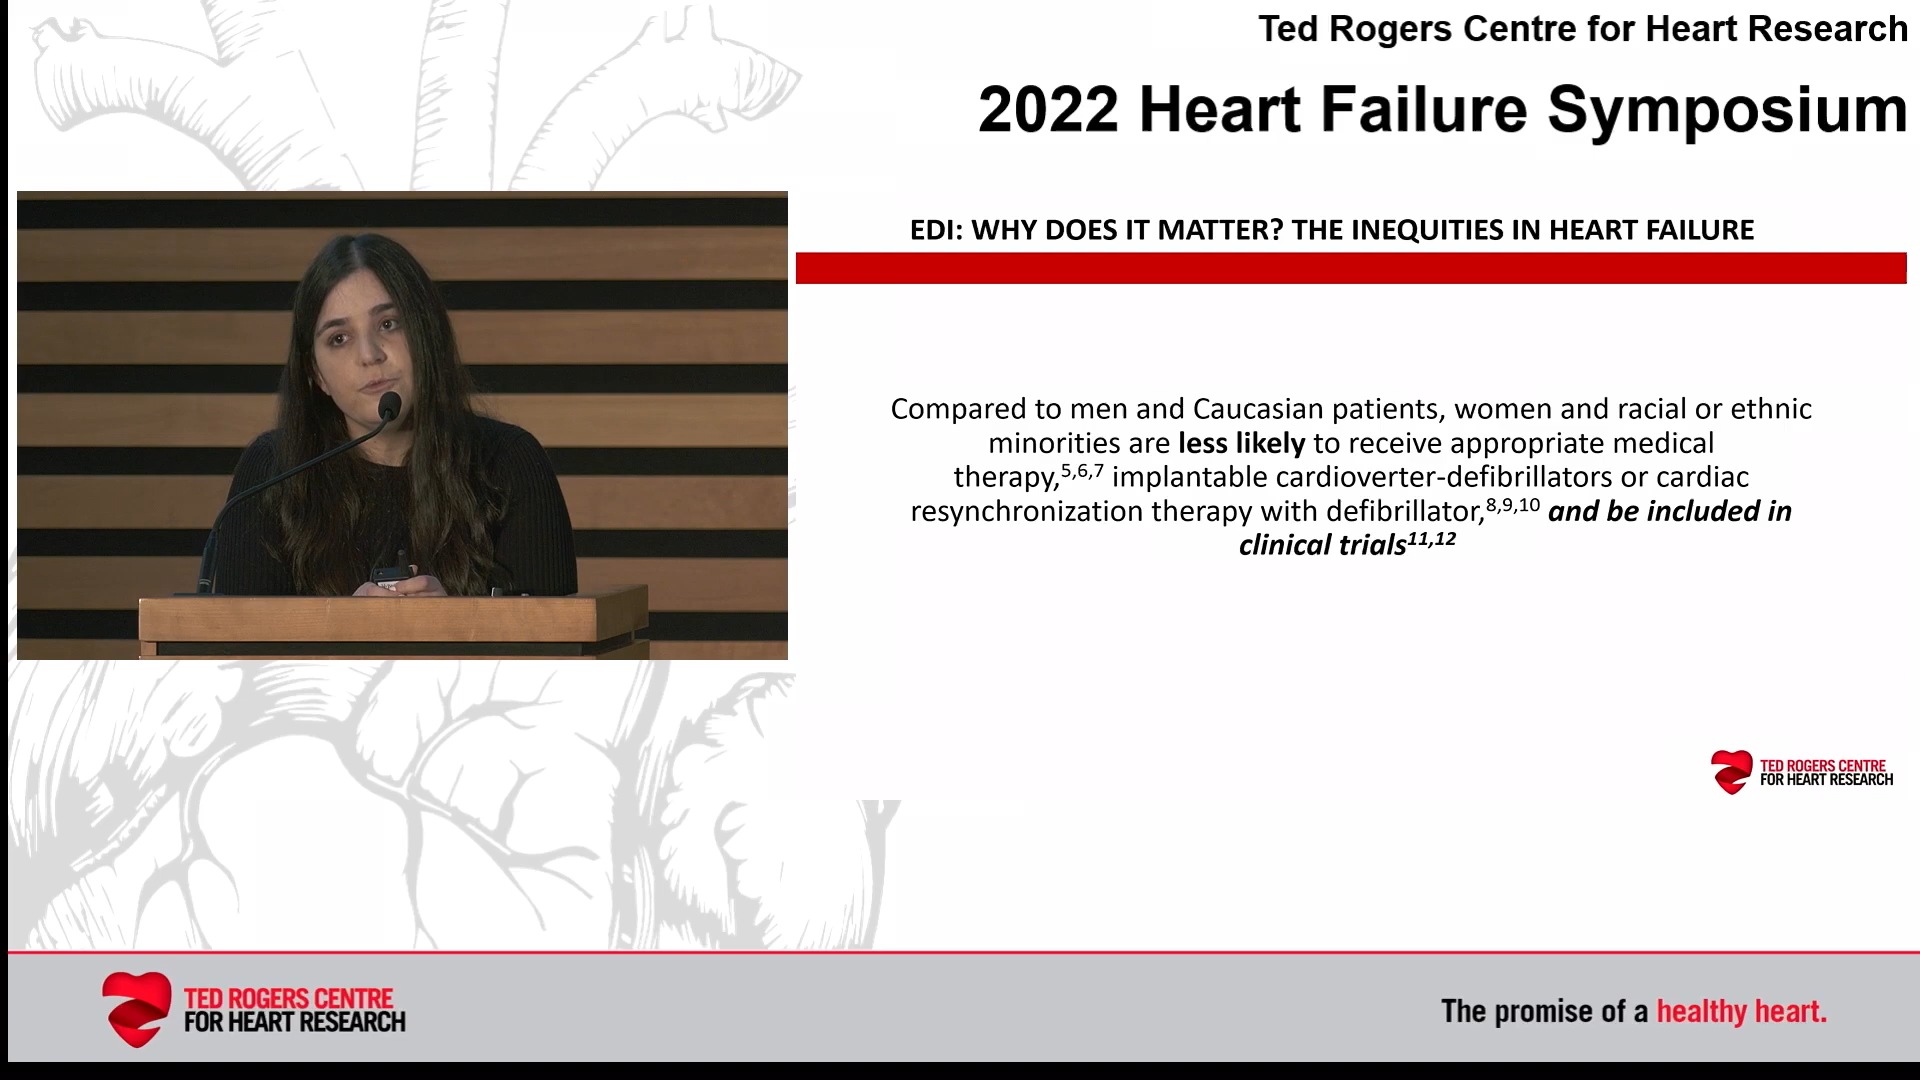 Ted Rogers Centre for Heart Research
2022 Heart Failure Symposium
EDI: WHY DOES IT MATTER? THE INEQUITIES IN HEART FAILURE
Compared to men and Caucasian patients, women and racial or ethnic
minorities are less likely to receive appropriate medical
therapy,5,6,7 implantable cardioverter-defibrillators or cardiac
resynchronization therapy with defibrillator,8,9,10 and be included in
clinical trials11,12
TED ROGERS CENTRE
FOR HEART RESEARCH
TED ROGERS CENTRE
FOR HEART RESEARCH
The promise of a healthy heart.